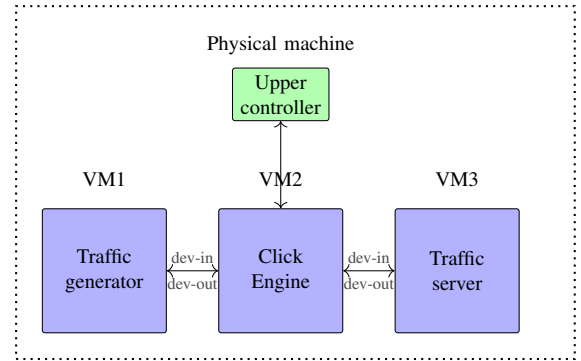 Physical machine
Upper
controller
VM1
VM2
VM3
Traffic
generator
dev-in
dev-out
Click
Engine
dev-in
dev-out
Traffic
server